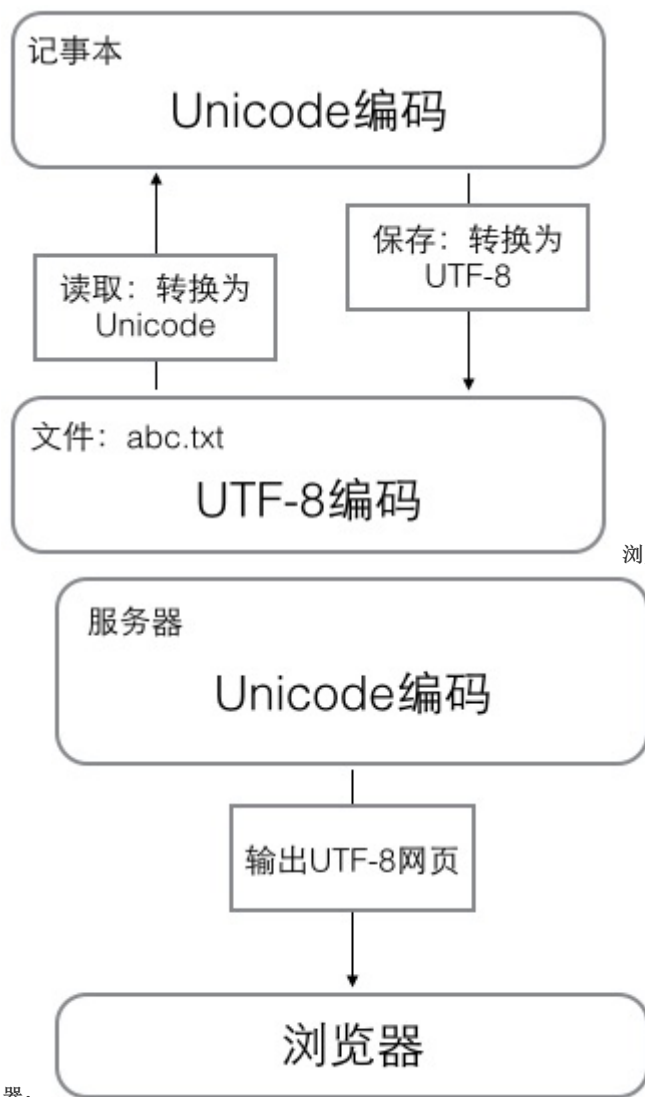 记事本
Unicode编码
保存：转换为
UTF-8
读取：转换为
Unicode
文件：abc.txt
UTF-8编码
浏
服务器
Unicode编码
输出UTF-8网页
浏览器